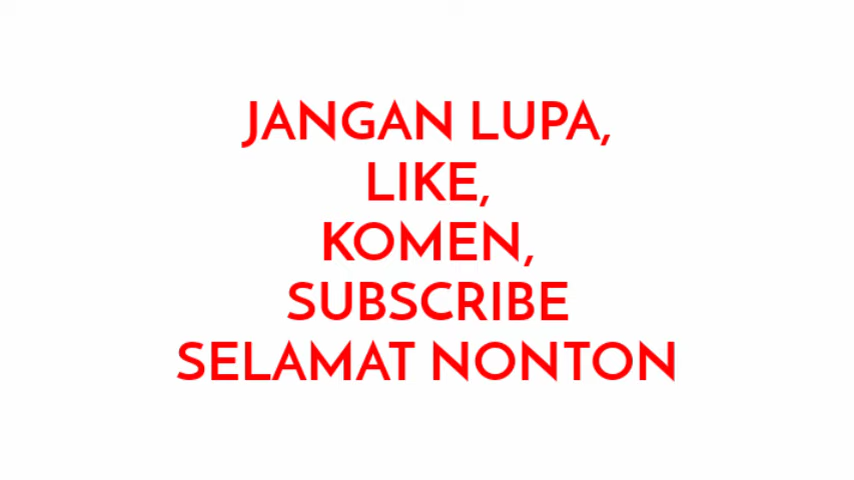 JANGAN LUPA,
LIKE,
KOMEN,
SUBSCRIBE
SELAMAT NONTON